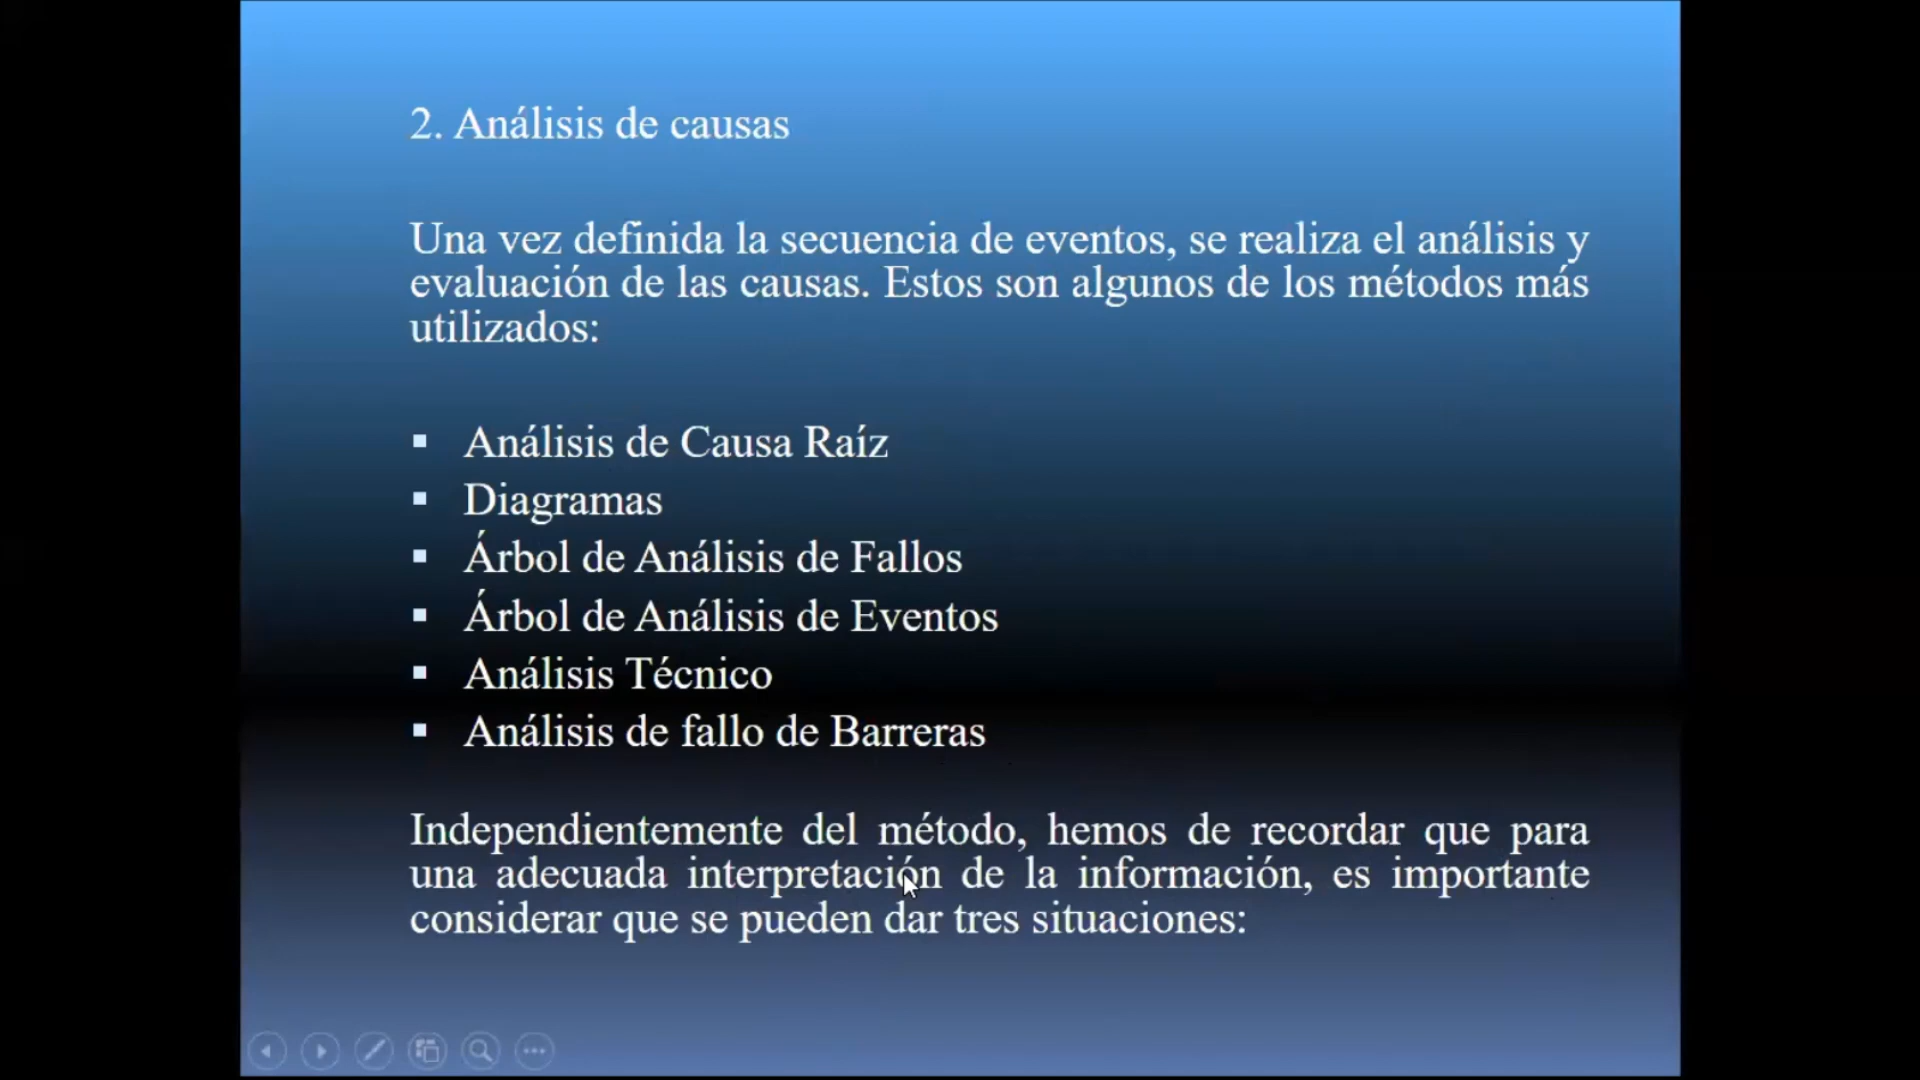 2. Análisis de causas
Una vez definida la secuencia de eventos, se realiza el análisis y
evaluación de las causas. Estos son algunos de los métodos más
utilizados:
▪ Análisis de Causa Raíz
▪ Diagramas
▪ Árbol de Análisis de Fallos
▪ Árbol de Análisis de Eventos
▪ Análisis Técnico
▪ Análisis de fallo de Barreras
Independientemente del método, hemos de recordar que para
una adecuada interpretación de la información, es importante
considerar que se pueden dar tres situaciones: